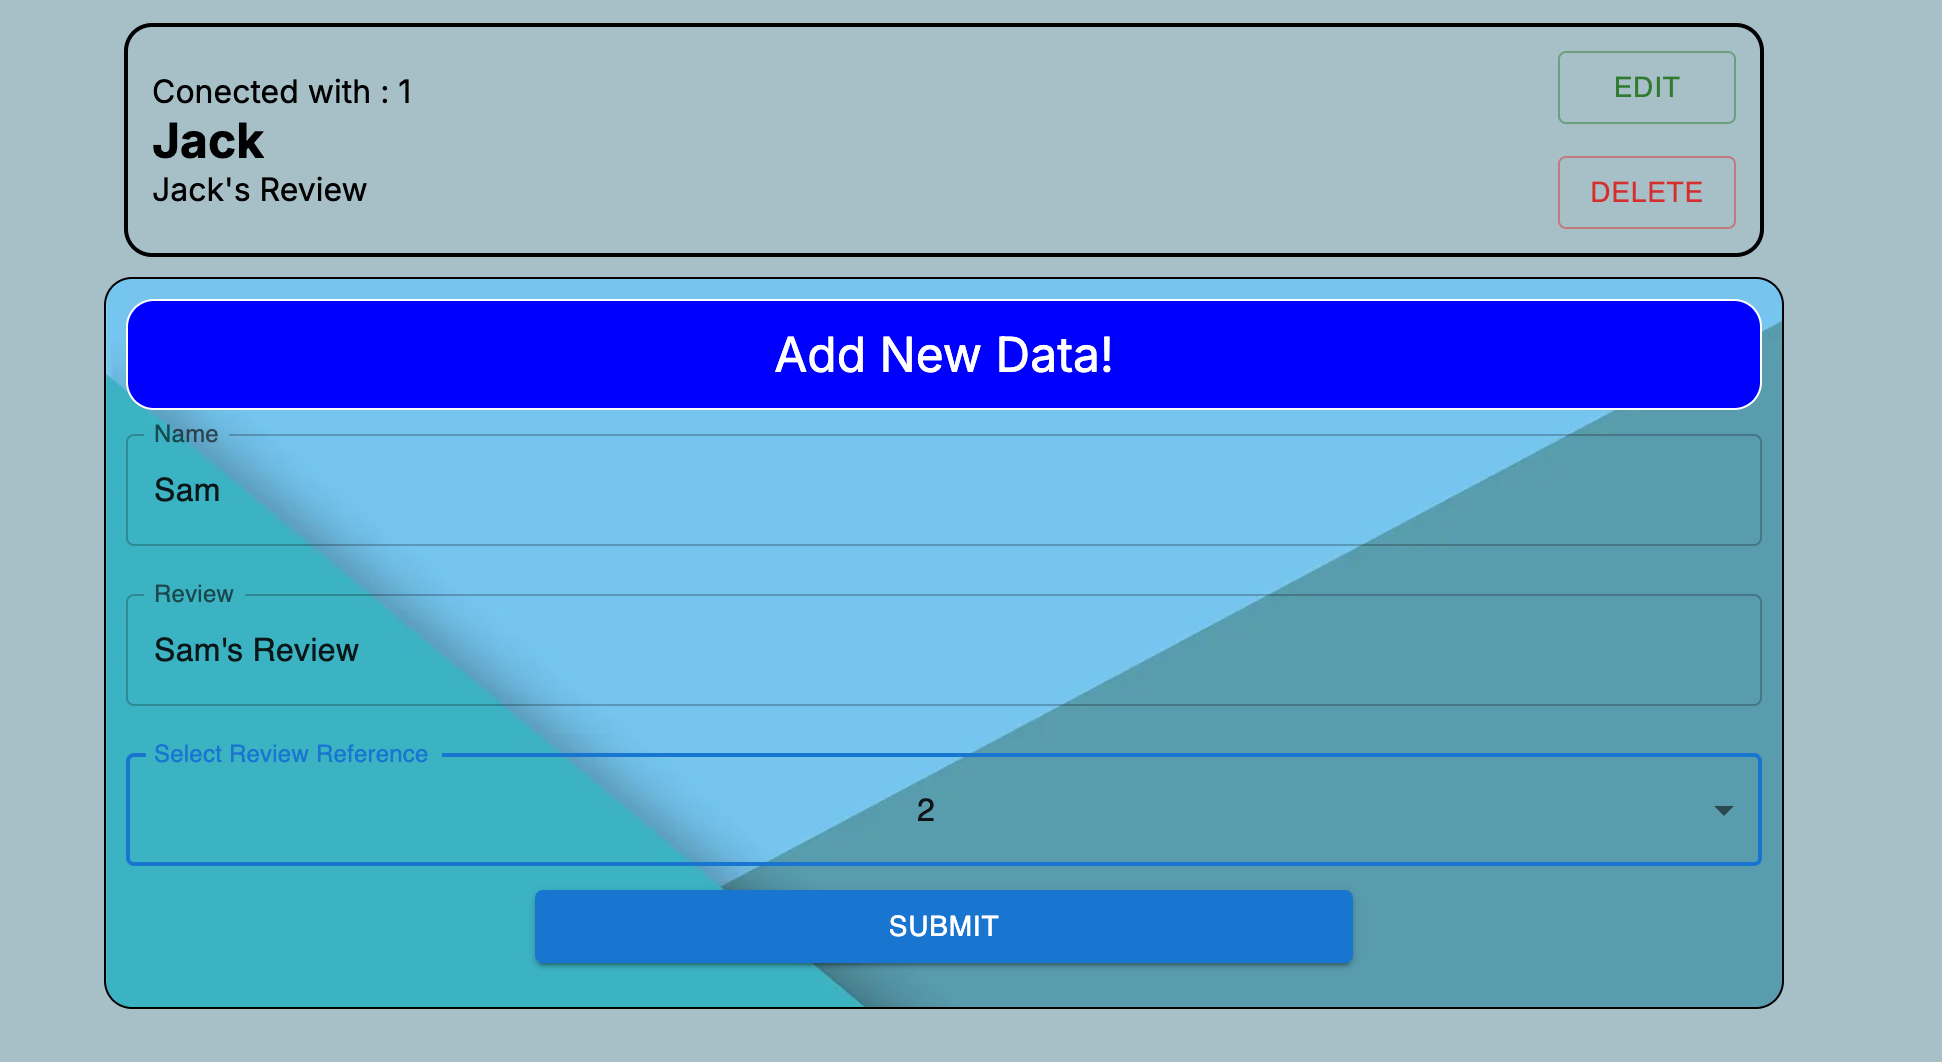 Conected with : 1
Jack
Jack's Review
EDIT
DELETE
Add New Data!
Name
Sam
Review
Sam's Review
Select Review Reference
2
SUBMIT